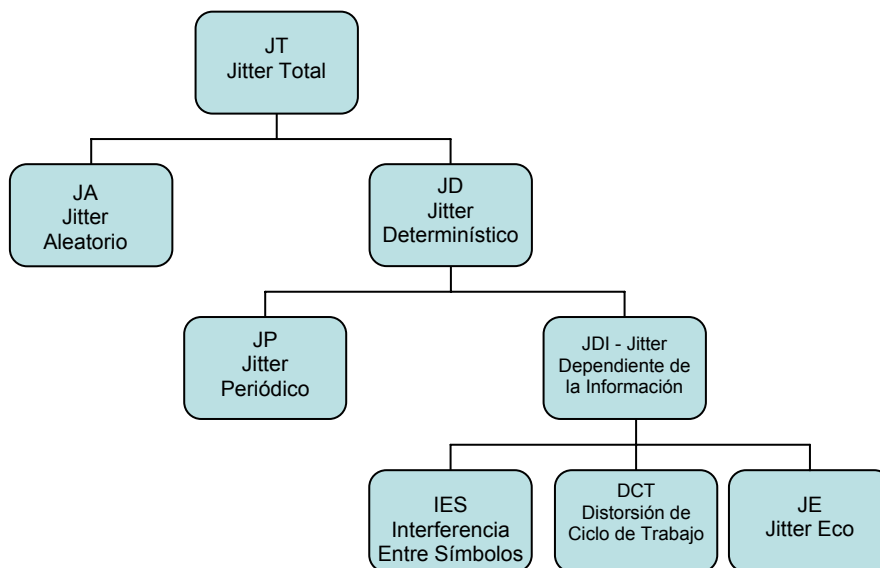 JT
Jitter Total
JA
Jitter
Aleatorio
JD
Jitter
Determinístico
JP
Jitter
Periódico
JDI - Jitter
Dependiente de
la Información
IES
Interferencia
Entre Símbolos
DCT
Distorsión de
Ciclo de Trabajo
JE
Jitter Eco